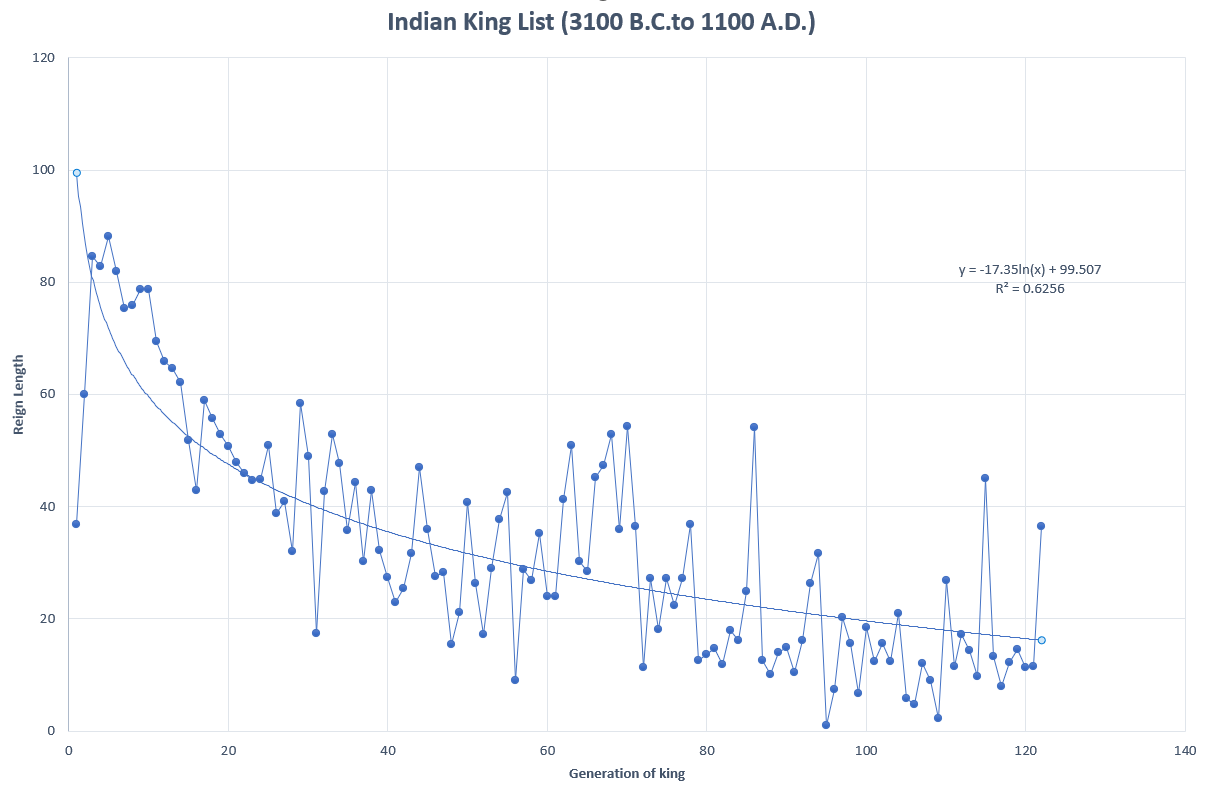 Indian King List (3100 B.C.to 1100 A.D.)
120
100
80
60
40
20
0
y = -17.35ln(x) + 99.507
R² = 0.6256
Reign Length
0 20 40 60 80 100 120 140
Generation of king